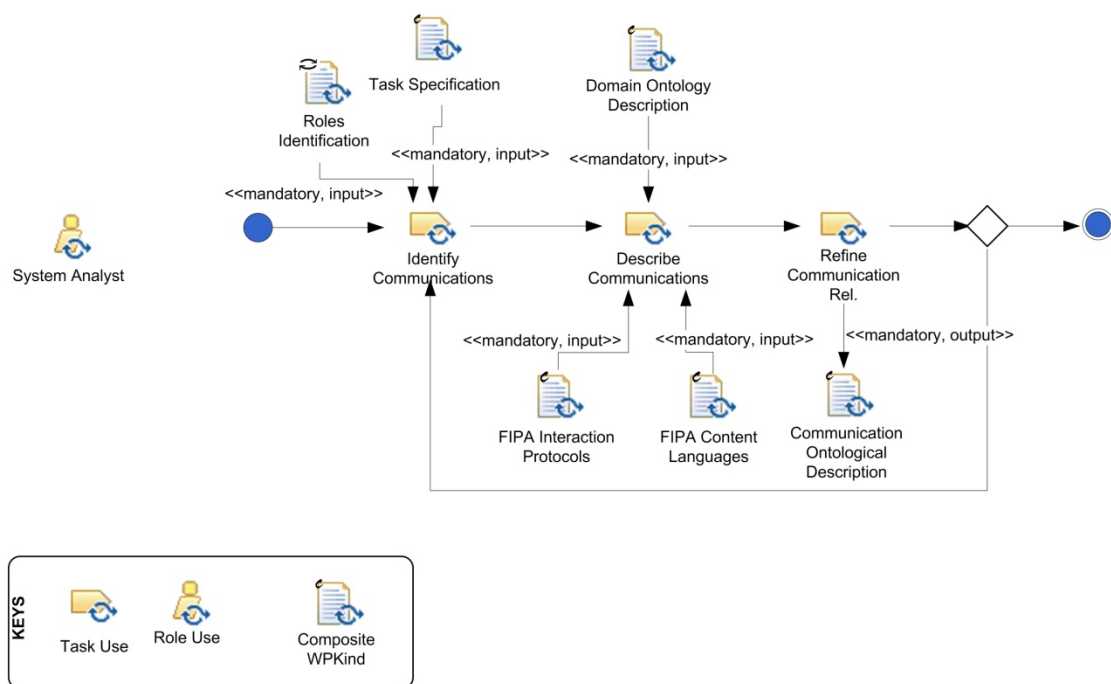 Task Specification
Domain Ontology
Description
Roles
Identification
<<mandatory, input>>
<<mandatory, input>>
<<mandatory, input>>
System Analyst
Identify
Communications
Describe
Communications
Refine
Communication
Rel.
<<mandatory, input>>
<<mandatory, input>>
<<mandatory, output>>
FIPA Interaction
Protocols
FIPA Content
Languages
Communication
Ontological
Description
KEYS
Task Use
Role Use
Composite
WPKind